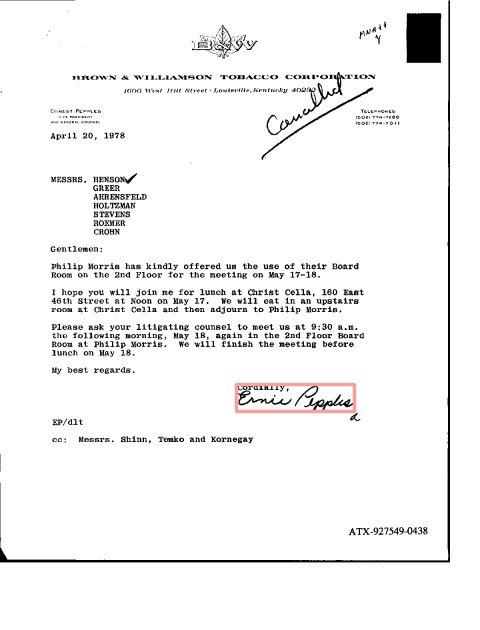 B&W
BROWN & WILLIAMSON TOBACCO CORPORATION
1600 West Hill Street · Louisville, Kentucky 40232
Cancelled
ERNEST PEPPLES
VICE PRESIDENT
AND GENERAL COUNSEL
TELEPHONES
April 20, 1978
MESSRS. HENSON
GREER
AHRENSFELD
HOLTZMAN
STEVENS
ROEMER
CROHN
Gentlemen:
Philip Morris has kindly offered us the use of their Board
Room on the 2nd Floor for the meeting on May 17-18.
I hope you will join me for lunch at Christ Cella, 160 East
46th Street at Noon on May 17. We will eat in an upstairs
room at Christ Cella and then adjourn to Philip Morris.
Please ask your litigating counsel to meet us at 9:30 a.m.
the following morning, May 18, again in the 2nd Floor Board
Room at Philip Morris. We will finish the meeting before
lunch on May 18.
My best regards.
Cordially,
Ernie Pepples
EP/dlt
cc: Messrs. Shinn, Temko and Kornegay
ATX-927549-0438